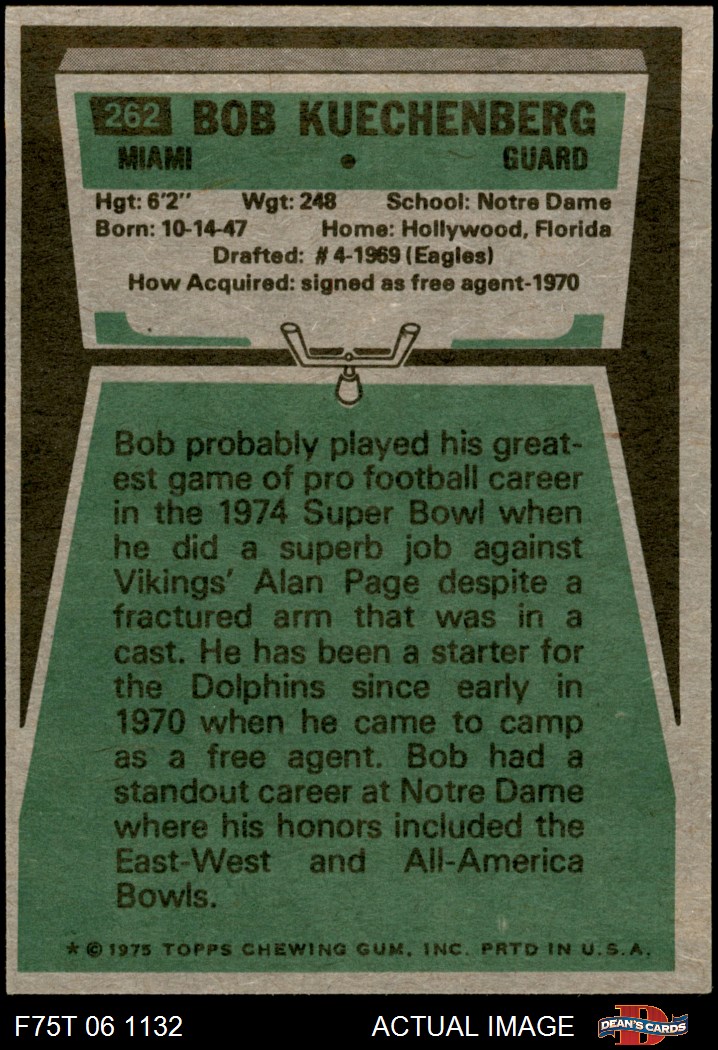 262 BOB KUECHENBERG
MIAMI • GUARD
Hgt: 6'2" Wgt: 248 School: Notre Dame
Born: 10-14-47 Home: Hollywood, Florida
Drafted: #4-1969 (Eagles)
How Acquired: signed as free agent-1970
Bob probably played his great-
est game of pro football career
in the 1974 Super Bowl when
he did a superb job against
Vikings' Alan Page despite a
fractured arm that was in a
cast. He has been a starter for
the Dolphins since early in
1970 when he came to camp
as a free agent. Bob had a
standout career at Notre Dame
where his honors included the
East-West and All-America
Bowls.
* © 1975 TOPPS CHEWING GUM, INC. PRTD IN U.S.A.
F75T 06 1132 ACTUAL IMAGE D DEAN'S CARDS